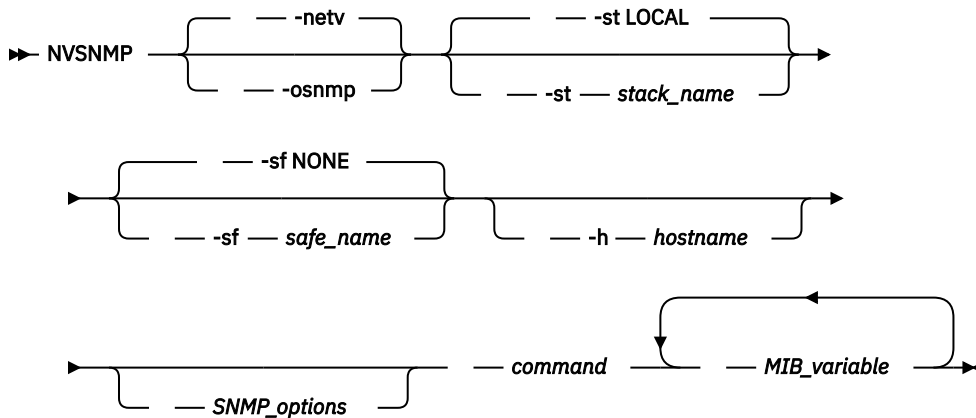 -netv
-st LOCAL
NVSNMP
-osnmp
-st stack_name
-sf NONE
-sf safe_name
-h hostname
command
MIB_variable
SNMP_options